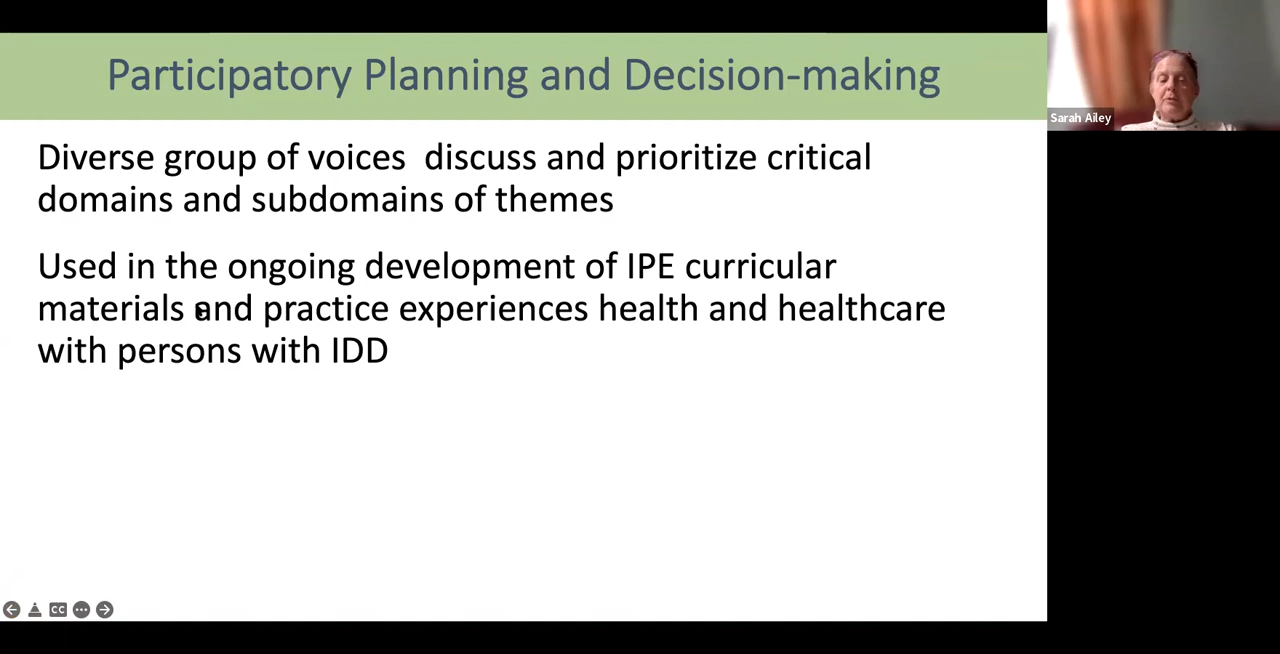 Participatory Planning and Decision-making
Diverse group of voices  discuss and prioritize critical
domains and subdomains of themes
Used in the ongoing development of IPE curricular
materials and practice experiences health and healthcare
with persons with IDD
Sarah Ailey
CC